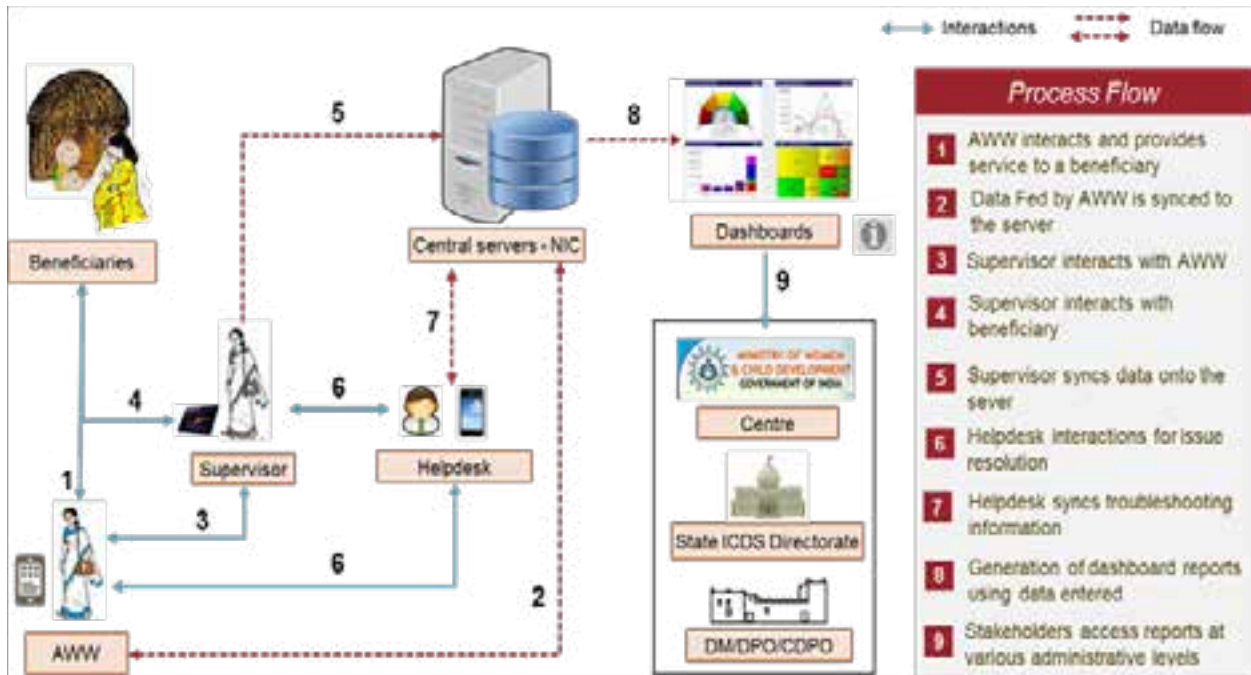 Interactions
Data flow
5
8
Beneficiaries
Central servers - NIC
Dashboards
7
9
4
6
MINISTRY OF WOMEN
& CHILD DEVELOPMENT
GOVERNMENT OF INDIA
Centre
Supervisor
Helpdesk
1
3
State ICDS Directorate
6
2
AWW
DM/DPO/CDPO
Process Flow
1 AWW interacts and provides
service to a beneficiary
2 Data Fed by AWW is synced to
the server
3 Supervisor interacts with AWW
4 Supervisor interacts with
beneficiary
5 Supervisor syncs data onto the
sever
6 Helpdesk interactions for issue
resolution
7 Helpdesk syncs troubleshooting
information
8 Generation of dashboard reports
using data entered
9 Stakeholders access reports at
various administrative levels